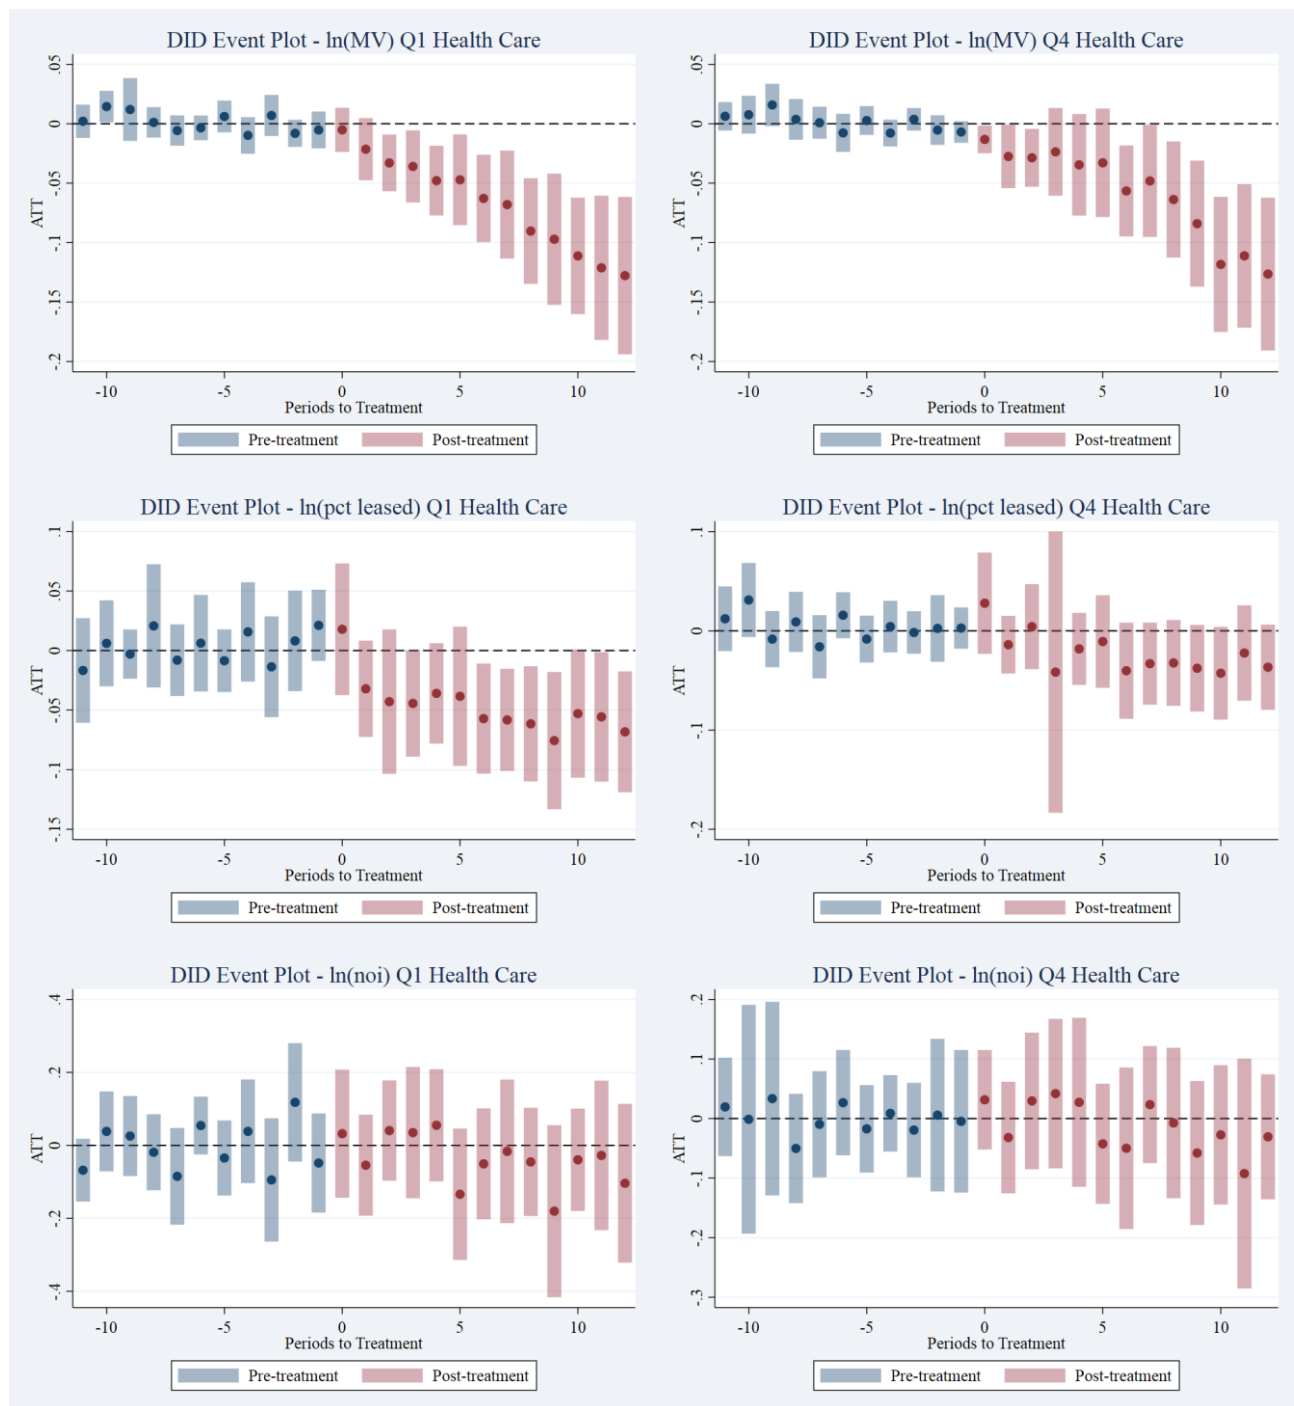 DID Event Plot - ln(MV) Q1 Health Care
.05
0
-.05
-.1
-.15
-.2
ATT
-10
-5
0
5
10
Periods to Treatment
Pre-treatment
Post-treatment
DID Event Plot - ln(MV) Q4 Health Care
.05
0
-.05
-.1
-.15
-.2
ATT
-10
-5
0
5
10
Periods to Treatment
Pre-treatment
Post-treatment
DID Event Plot - ln(pct leased) Q1 Health Care
.1
.05
0
-.05
-.1
-.15
ATT
-10
-5
0
5
10
Periods to Treatment
Pre-treatment
Post-treatment
DID Event Plot - ln(pct leased) Q4 Health Care
.1
0
-.1
-.2
ATT
-10
-5
0
5
10
Periods to Treatment
Pre-treatment
Post-treatment
DID Event Plot - ln(noi) Q1 Health Care
.4
.2
0
-.2
-.4
ATT
-10
-5
0
5
10
Periods to Treatment
Pre-treatment
Post-treatment
DID Event Plot - ln(noi) Q4 Health Care
.2
.1
0
-.1
-.2
-.3
ATT
-10
-5
0
5
10
Periods to Treatment
Pre-treatment
Post-treatment